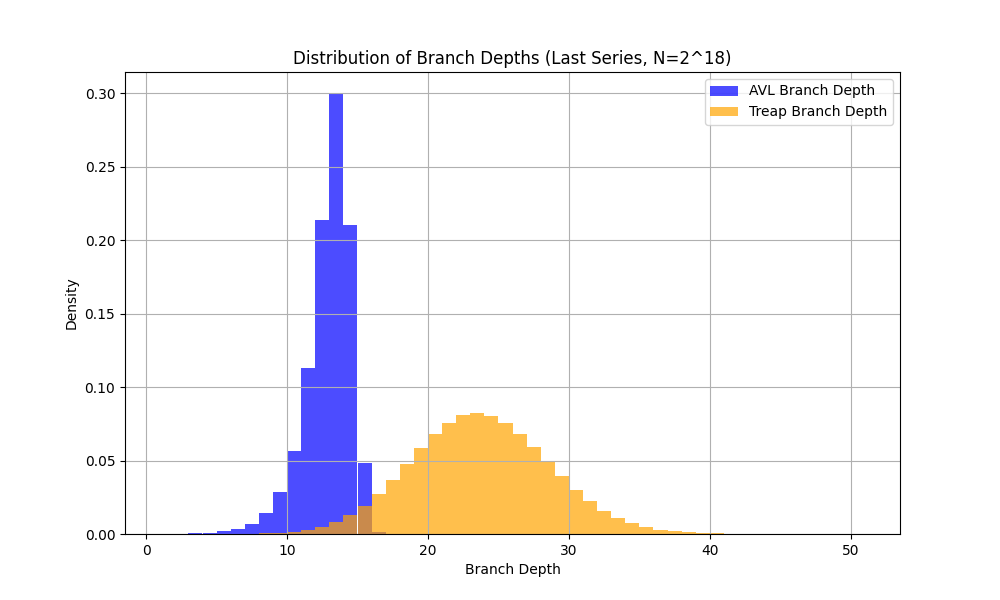 Distribution of Branch Depths (Last Series, N=2^18)
AVL Branch Depth
Treap Branch Depth
0.30
0.25
0.20
0.15
0.10
0.05
0.00
Density
0 10 20 30 40 50
Branch Depth